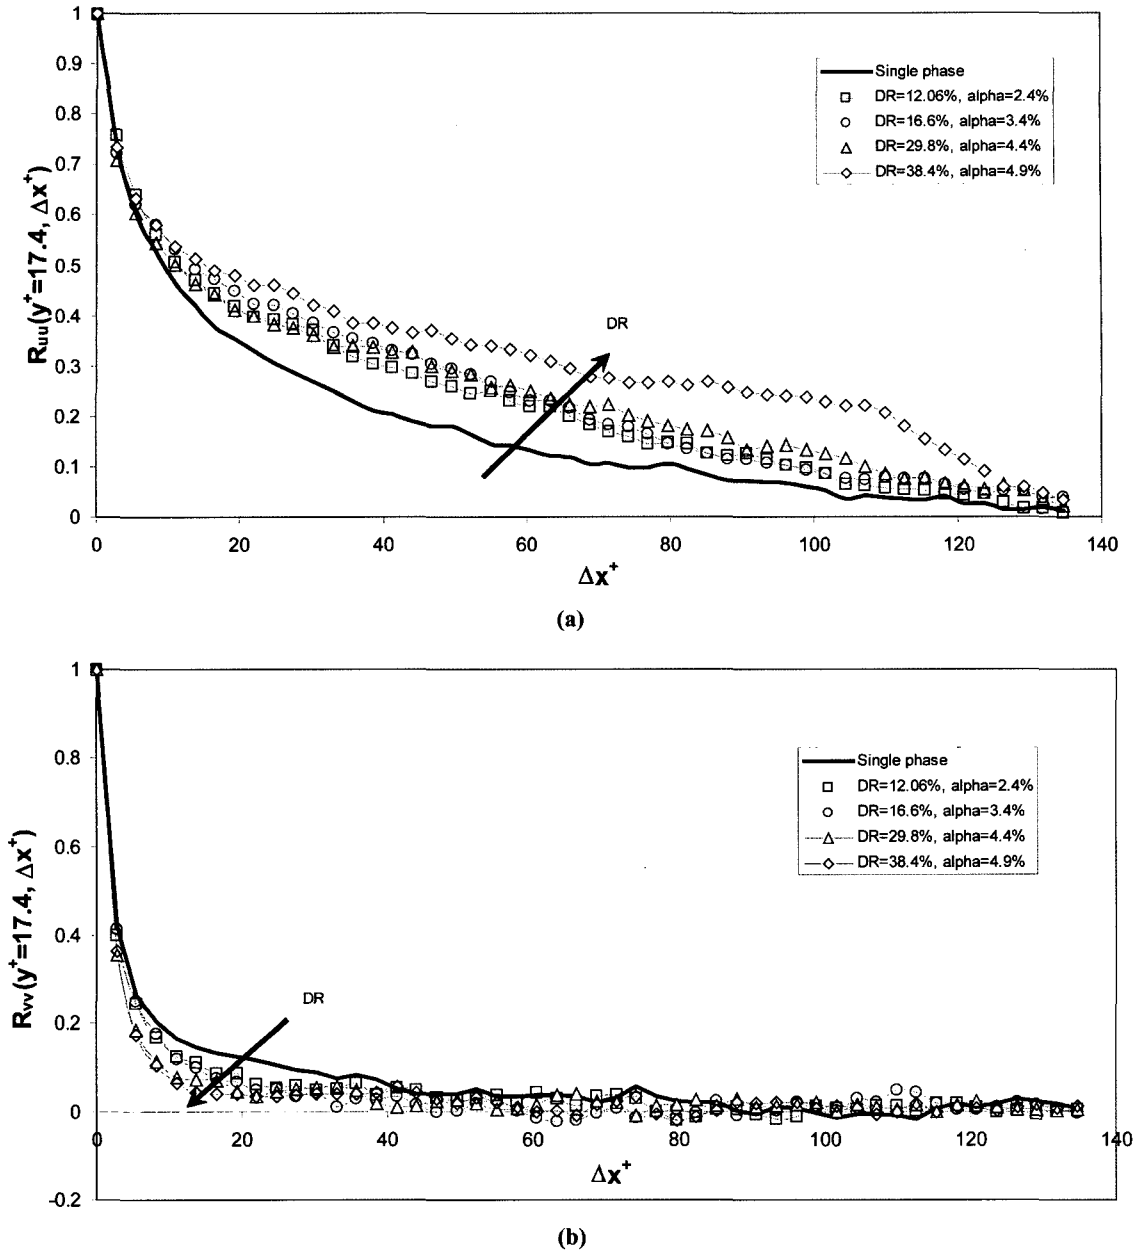 1
0.9
0.8
0.7
0.6
0.5
0.4
0.3
0.2
0.1
0
R_uu(y⁺=17.4, Δx⁺)
Single phase
DR=12.06%, alpha=2.4%
DR=16.6%, alpha=3.4%
DR=29.8%, alpha=4.4%
DR=38.4%, alpha=4.9%
DR
0 20 40 60 80 100 120 140
Δx⁺
(a)
1
0.8
0.6
0.4
0.2
0
-0.2
R_vv(y⁺=17.4, Δx⁺)
Single phase
DR=12.06%, alpha=2.4%
DR=16.6%, alpha=3.4%
DR=29.8%, alpha=4.4%
DR=38.4%, alpha=4.9%
DR
0 20 40 60 80 100 120 140
Δx⁺
(b)